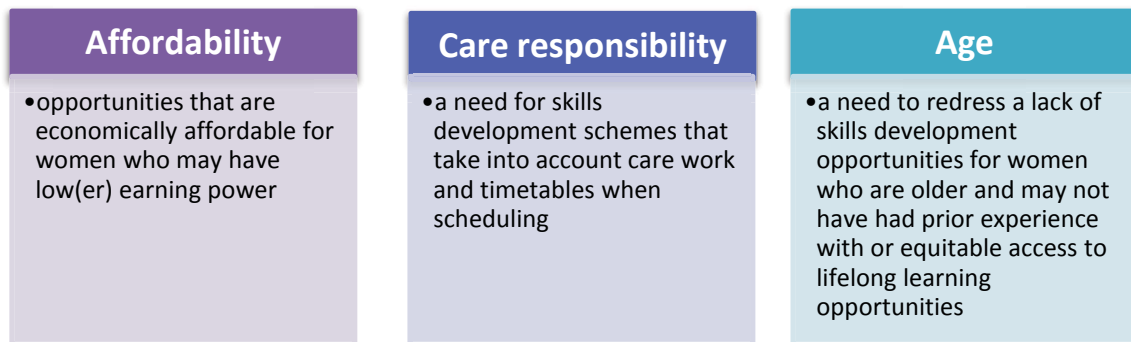 Affordability
•opportunities that are
economically affordable for
women who may have
low(er) earning power
Care responsibility
•a need for skills
development schemes that
take into account care work
and timetables when
scheduling
Age
•a need to redress a lack of
skills development
opportunities for women
who are older and may not
have had prior experience
with or equitable access to
lifelong learning
opportunities